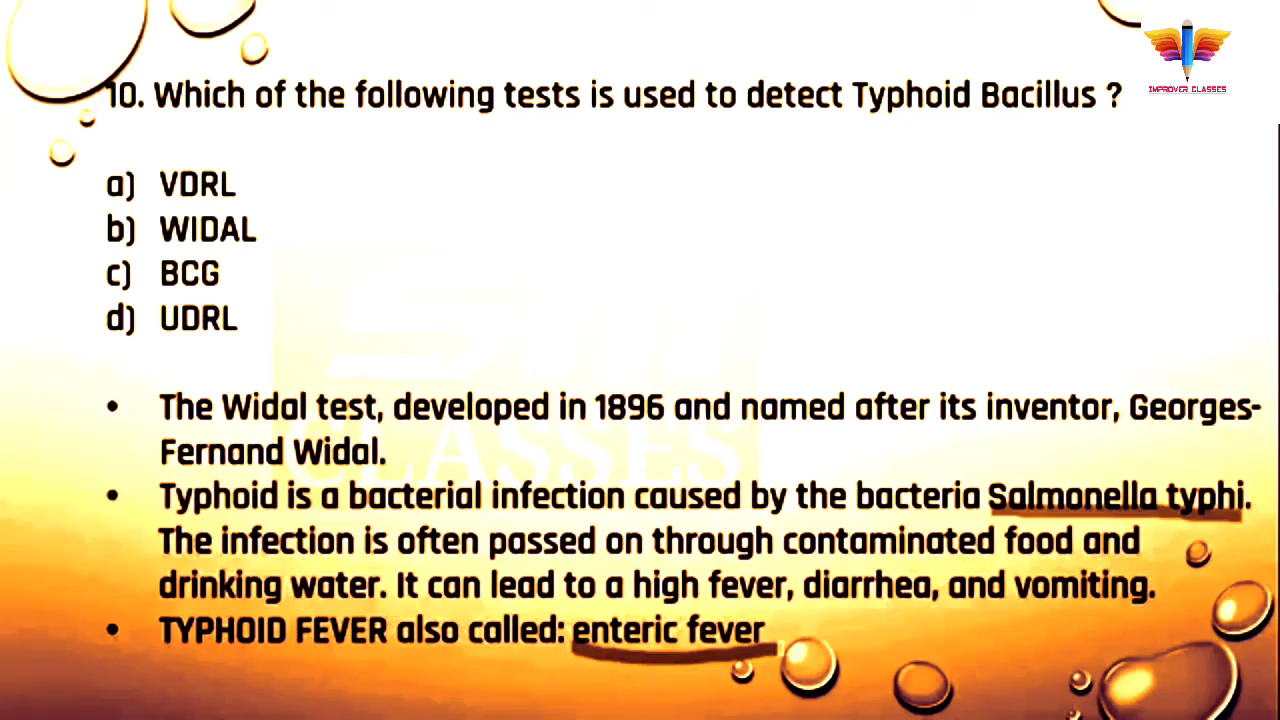 IMPROVER CLASSES
10. Which of the following tests is used to detect Typhoid Bacillus ?
a) VDRL
b) WIDAL
c) BCG
d) UDRL
• The Widal test, developed in 1896 and named after its inventor, Georges-
Fernand Widal.
• Typhoid is a bacterial infection caused by the bacteria Salmonella typhi.
The infection is often passed on through contaminated food and
drinking water. It can lead to a high fever, diarrhea, and vomiting.
• TYPHOID FEVER also called: enteric fever
CLASSES